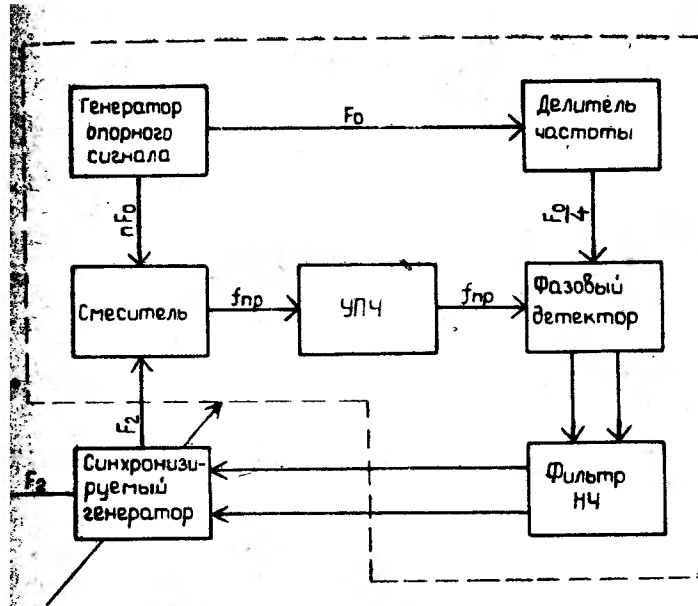 Генератор
опорного
сигнала
F0
Делитель
частоты
nF0
F0/4
Смеситель
fпр
УПЧ
fпр
Фазовый
детектор
F2
F2
Синхронизи-
руемый
генератор
Фильтр
НЧ